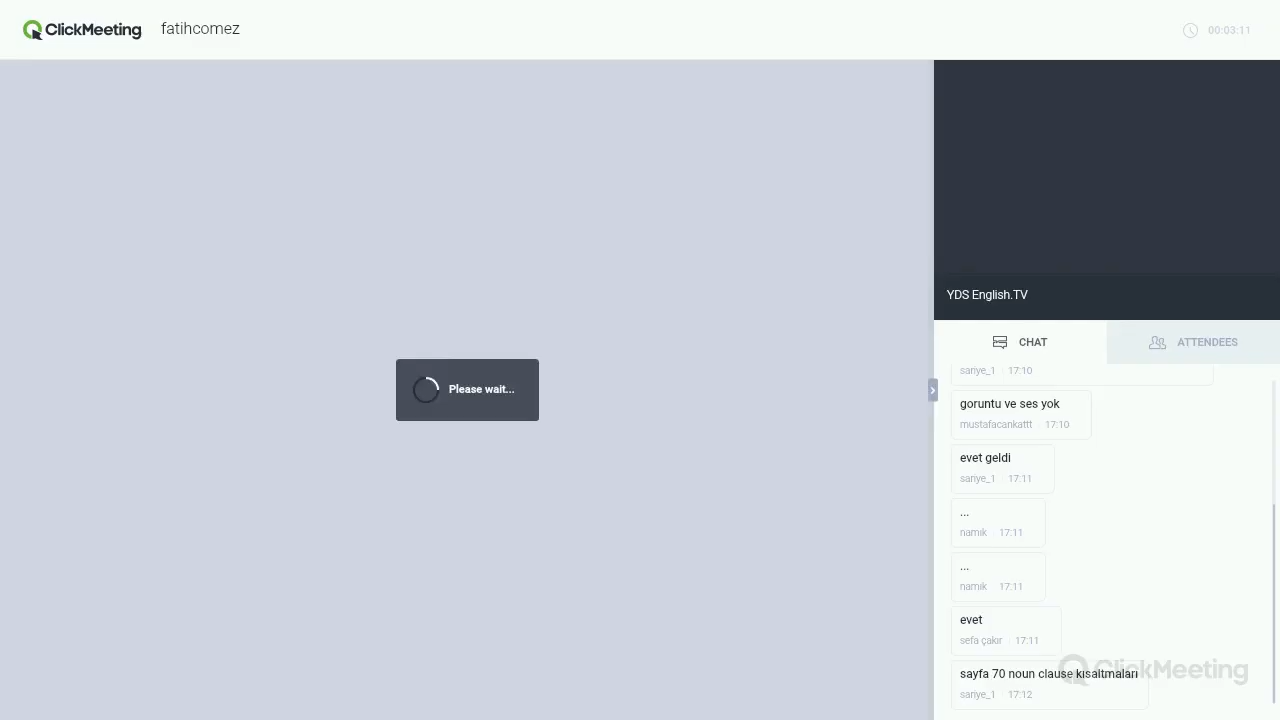 ClickMeeting fatihcomez 00:03:11
Please wait...
YDS English.TV
CHAT ATTENDEES
sariye_1 17:10
goruntu ve ses yok
mustafacankattt 17:10
evet geldi
sariye_1 17:11
...
namık 17:11
...
namık 17:11
evet
sefa çakır 17:11
ClickMeeting
sayfa 70 noun clause kısaltmaları
sariye_1 17:12